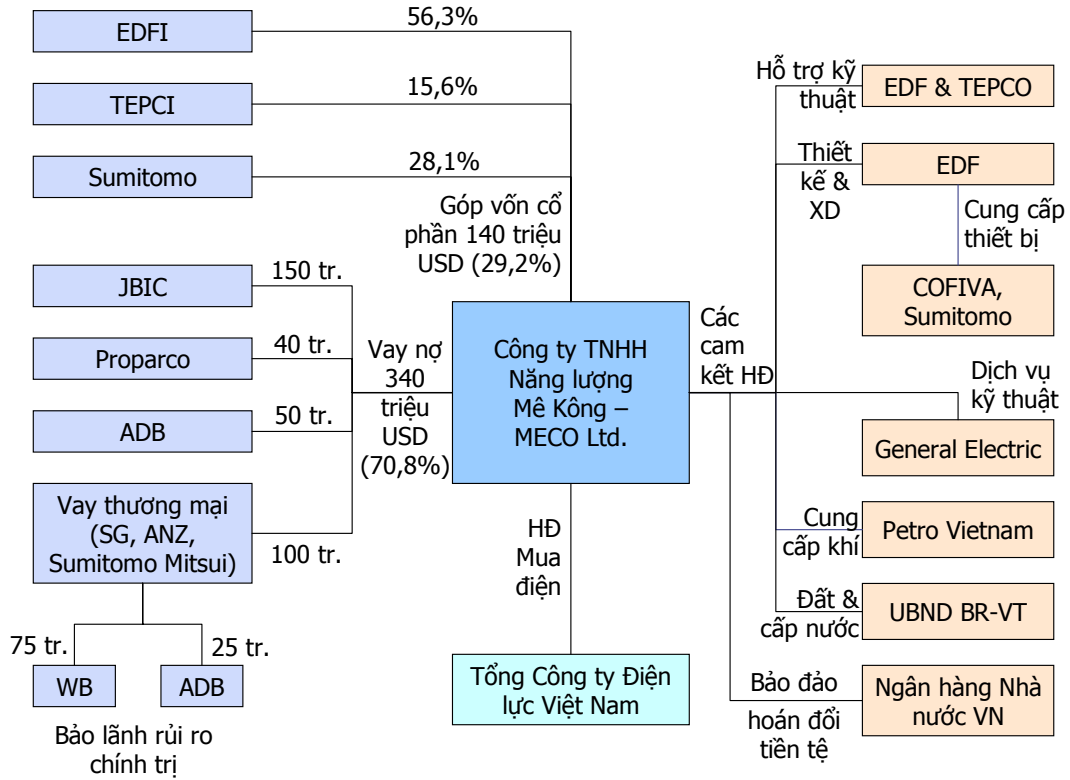 EDFI
56,3%
TEPCI
15,6%
Sumitomo
28,1%
Góp vốn cổ
phần 140 triệu
USD (29,2%)
JBIC
150 tr.
Proparco
40 tr.
ADB
50 tr.
Vay thương mại
(SG, ANZ,
Sumitomo Mitsui)
100 tr.
Vay nợ
340
triệu
USD
(70,8%)
75 tr.
25 tr.
WB
ADB
Bảo lãnh rủi ro
chính trị
Công ty TNHH
Năng lượng
Mê Kông –
MECO Ltd.
HĐ
Mua
điện
Tổng Công ty Điện
lực Việt Nam
Các
cam
kết HĐ
Hỗ trợ kỹ
thuật
EDF & TEPCO
Thiết
kế &
XD
EDF
Cung cấp
thiết bị
COFIVA,
Sumitomo
Dịch vụ
kỹ thuật
General Electric
Cung
cấp khí
Petro Vietnam
Đất &
cấp nước
UBND BR-VT
Bảo đảo
hoán đổi
tiền tệ
Ngân hàng Nhà
nước VN